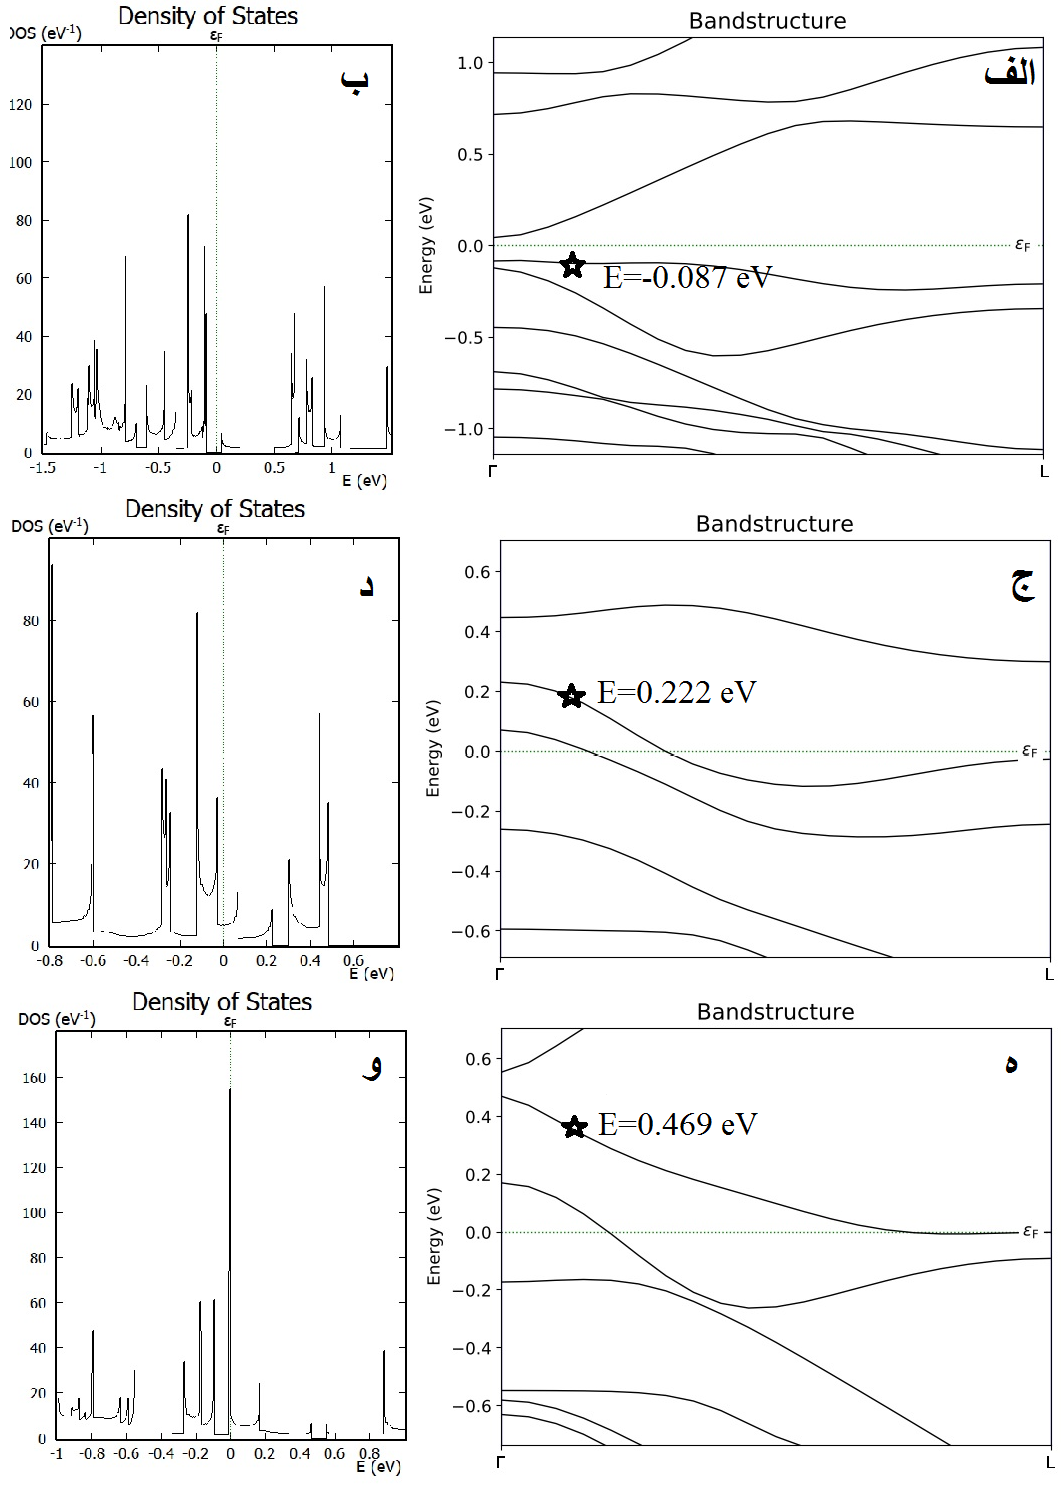 Density of States
DOS (eV-1)
εF
ب
120
100
80
60
40
20
0
-1.5 -1 -0.5 0 0.5 1
E (eV)
Bandstructure
الف
Energy (eV)
1.0
0.5
0.0
−0.5
−1.0
εF
E=-0.087 eV
Γ L
Density of States
DOS (eV-1)
εF
د
80
60
40
20
0
-0.8 -0.6 -0.4 -0.2 0 0.2 0.4 0.6
E (eV)
Bandstructure
ج
Energy (eV)
0.6
0.4
0.2
0.0
−0.2
−0.4
−0.6
E=0.222 eV
εF
Γ L
Density of States
DOS (eV-1)
εF
و
160
140
120
100
80
60
40
20
0
-1 -0.8 -0.6 -0.4 -0.2 0 0.2 0.4 0.6 0.8
E (eV)
Bandstructure
ه
Energy (eV)
0.6
0.4
0.2
0.0
−0.2
−0.4
−0.6
E=0.469 eV
εF
Γ L